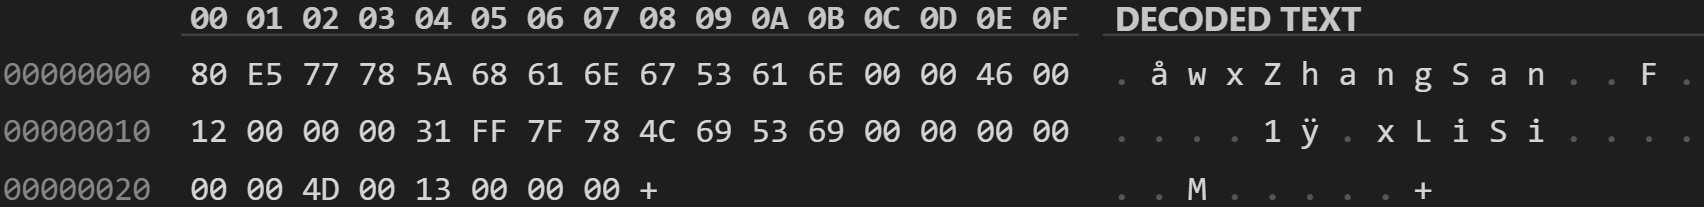 00 01 02 03 04 05 06 07 08 09 0A 0B 0C 0D 0E 0F DECODED TEXT
00000000 80 E5 77 78 5A 68 61 6E 67 53 61 6E 00 00 46 00 . å w x Z h a n g S a n . . F .
00000010 12 00 00 00 31 FF 7F 78 4C 69 53 69 00 00 00 00 . . . . 1 ÿ . x L i S i . . . .
00000020 00 00 4D 00 13 00 00 00 + . . M . . . . . +